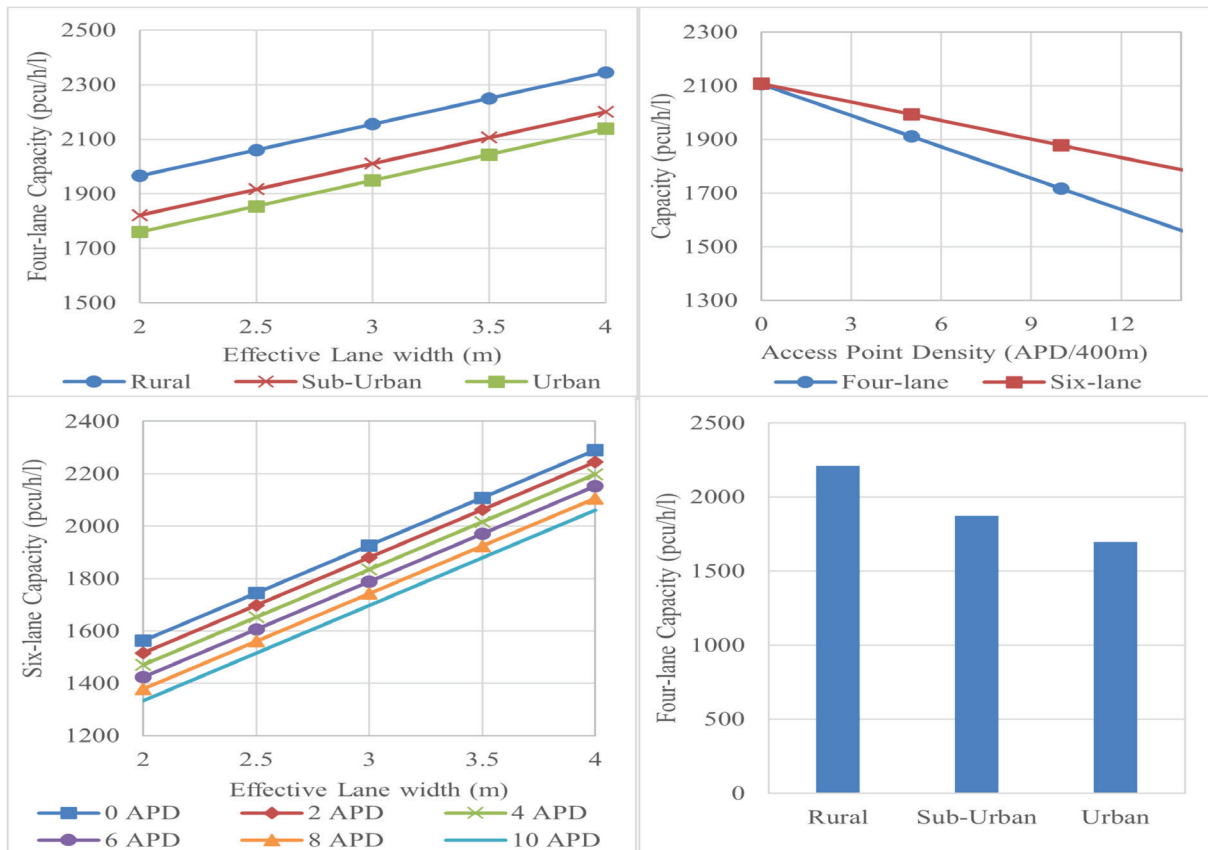 Four-lane Capacity (pcu/h/l)
2500
2300
2100
1900
1700
1500
2 2.5 3 3.5 4
Effective Lane width (m)
Rural Sub-Urban Urban
Capacity (pcu/h/l)
2300
2100
1900
1700
1500
1300
0 3 6 9 12
Access Point Density (APD/400m)
Four-lane Six-lane
Six-lane Capacity (pcu/h/l)
2400
2200
2000
1800
1600
1400
1200
2 2.5 3 3.5 4
Effective Lane width (m)
0 APD 2 APD 4 APD
6 APD 8 APD 10 APD
Four-lane Capacity (pcu/h/l)
2500
2000
1500
1000
500
0
Rural Sub-Urban Urban